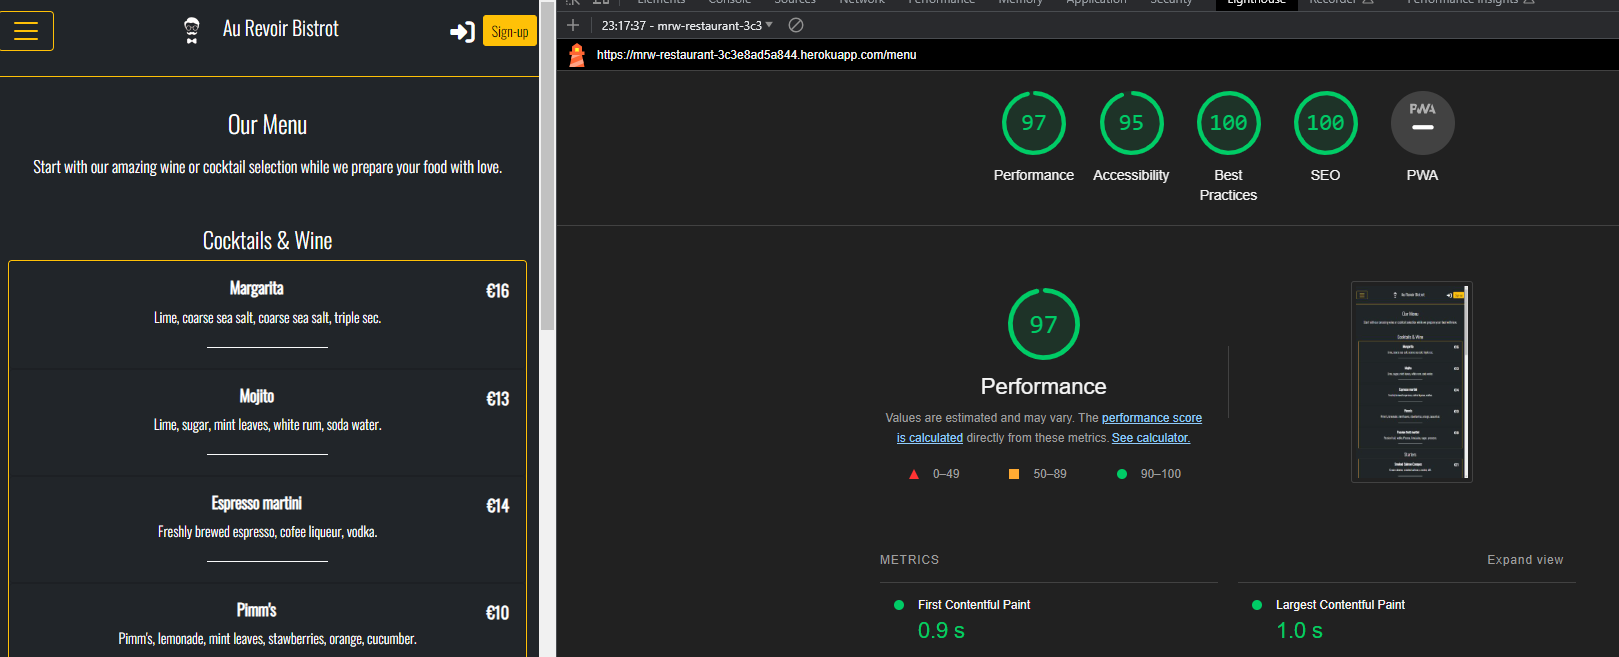 Au Revoir Bistrot
Sign-up
Our Menu
Start with our amazing wine or cocktail selection while we prepare your food with love.
Cocktails & Wine
Margarita
€16
Lime, coarse sea salt, coarse sea salt, triple sec.
Mojito
€13
Lime, sugar, mint leaves, white rum, soda water.
Espresso martini
€14
Freshly brewed espresso, cofee liqueur, vodka.
Pimm's
€10
Pimm's, lemonade, mint leaves, stawberries, orange, cucumber.
Elements Console Sources Network Performance Memory Application Security Lighthouse Recorder Performance insights
23:17:37 - mrw-restaurant-3c3
https://mrw-restaurant-3c3e8ad5a844.herokuapp.com/menu
97 95 100 100 PWA
Performance Accessibility Best Practices SEO PWA
97
Performance
Values are estimated and may vary. The performance score
is calculated directly from these metrics. See calculator.
0–49 50–89 90–100
METRICS
Expand view
First Contentful Paint
0.9 s
Largest Contentful Paint
1.0 s